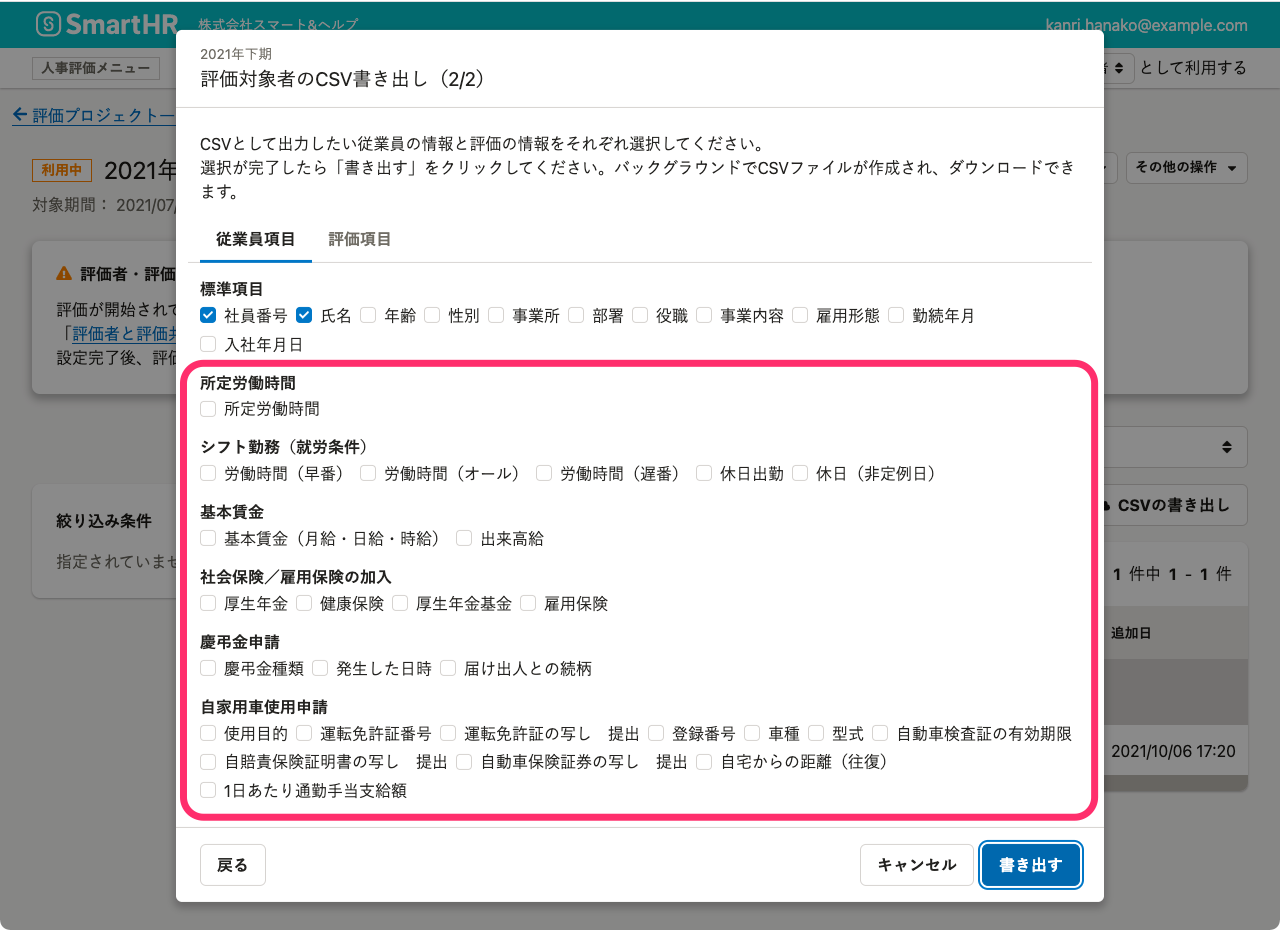 SmartHR 株式会社スマート&ヘルプ kanri.hanako@example.com
人事評価メニュー として利用する
評価プロジェクト一
利用中 2021年 その他の操作
対象期間： 2021/07/
評価者・評価
評価が開始されて
「評価者と評価共
設定完了後、評価
CSVの書き出し
絞り込み条件
指定されていませ
1 件中 1 - 1 件
追加日
2021/10/06 17:20
2021年下期
評価対象者のCSV書き出し（2/2）
CSVとして出力したい従業員の情報と評価の情報をそれぞれ選択してください。
選択が完了したら「書き出す」をクリックしてください。バックグラウンドでCSVファイルが作成され、ダウンロードでき
ます。
従業員項目 評価項目
標準項目
社員番号 氏名 年齢 性別 事業所 部署 役職 事業内容 雇用形態 勤続年月
入社年月日
所定労働時間
所定労働時間
シフト勤務（就労条件）
労働時間（早番） 労働時間（オール） 労働時間（遅番） 休日出勤 休日（非定例日）
基本賃金
基本賃金（月給・日給・時給） 出来高給
社会保険／雇用保険の加入
厚生年金 健康保険 厚生年金基金 雇用保険
慶弔金申請
慶弔金種類 発生した日時 届け出人との続柄
自家用車使用申請
使用目的 運転免許証番号 運転免許証の写し　提出 登録番号 車種 型式 自動車検査証の有効期限
自賠責保険証明書の写し　提出 自動車保険証券の写し　提出 自宅からの距離（往復）
1日あたり通勤手当支給額
戻る キャンセル 書き出す